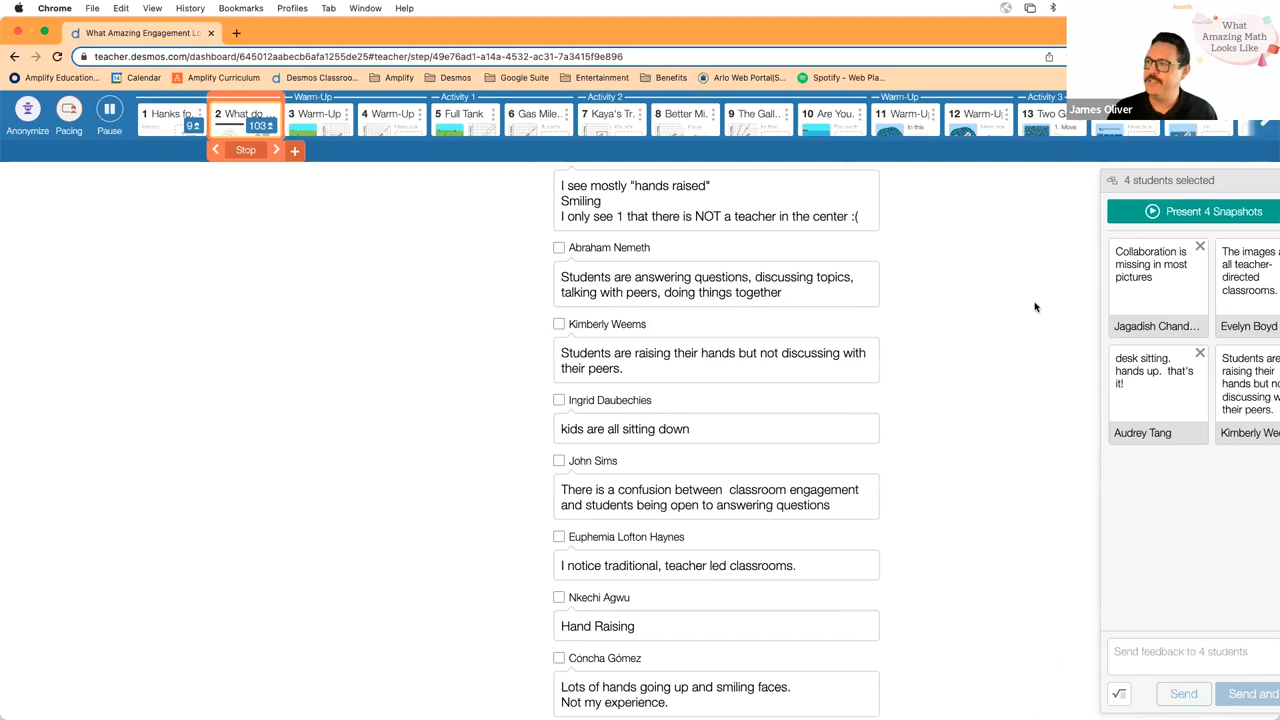 Chrome File Edit View History Bookmarks Profiles Tab Window Help
What Amazing Engagement Lo
teacher.desmos.com/dashboard/645012aabecb6afa1255de25#teacher/step/49e76ad1-a14a-4532-ac31-7a3415f9e896
Amplify Education... Calendar Amplify Curriculum Desmos Classroo... Amplify Desmos Google Suite Entertainment Benefits Arlo Web Portal|S... Spotify – Web Pla...
Amplify
What
Amazing Math
Looks Like
James Oliver
Warm-Up Activity 1 Activity 2 Warm-Up Activity 3
1 Hanks fo. 2 What do... 3 Warm-Up 4 Warm-Up. 5 Full Tank 6 Gas Mile.. 7 Kaya's Tr. 8 Better Mi. 9 The Gall.. 10 Are You. 11 Warm-U 12 Warm-U 13 Two G
9 103
Anonymize Pacing Pause
Stop
I see mostly "hands raised"
Smiling
I only see 1 that there is NOT a teacher in the center :(
Abraham Nemeth
Students are answering questions, discussing topics,
talking with peers, doing things together
Kimberly Weems
Students are raising their hands but not discussing with
their peers.
Ingrid Daubechies
kids are all sitting down
John Sims
There is a confusion between classroom engagement
and students being open to answering questions
Euphemia Lofton Haynes
I notice traditional, teacher led classrooms.
Nkechi Agwu
Hand Raising
Concha Gómez
Lots of hands going up and smiling faces.
Not my experience.
4 students selected
Present 4 Snapshots
Collaboration is
missing in most
pictures
Jagadish Chand...
The images a
all teacher-
directed
classrooms.
Evelyn Boyd
desk sitting.
hands up. that's
it!
Audrey Tang
Students are
raising their
hands but no
discussing w
their peers.
Kimberly We
Send feedback to 4 students
Send Send and